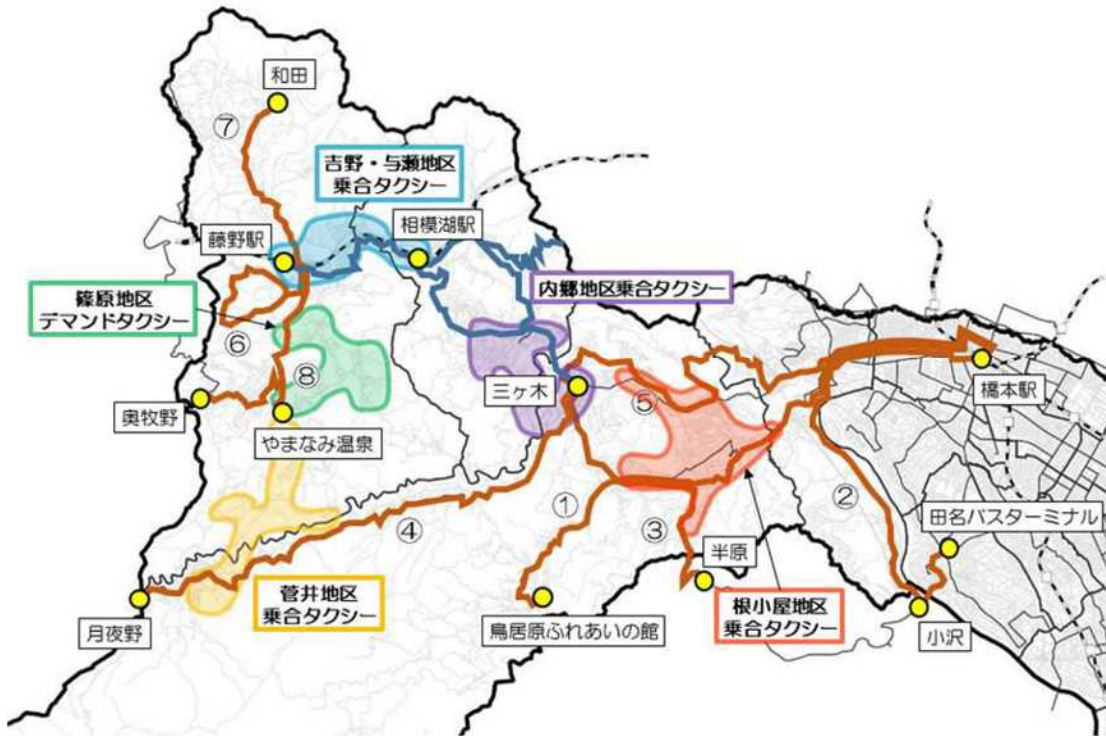 和田
⑦
吉野・与瀬地区
乗合タクシー
相模湖駅
藤野駅
篠原地区
デマンドタクシー
内郷地区乗合タクシー
⑥
⑧
三ヶ木
⑤
橋本駅
奥牧野
やまなみ温泉
①
②
田名バスターミナル
④
③
半原
菅井地区
乗合タクシー
根小屋地区
乗合タクシー
月夜野
鳥居原ふれあいの館
小沢